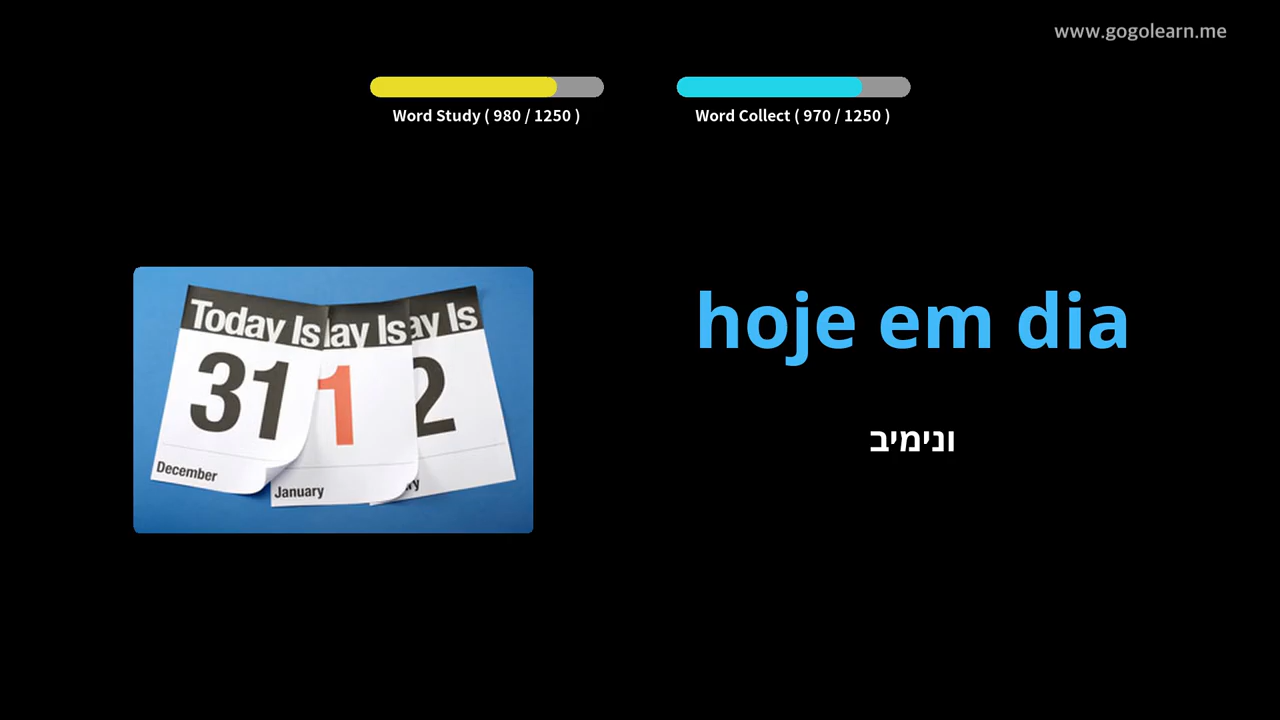 www.gogolearn.me
Word Study ( 980 / 1250 )
Word Collect ( 970 / 1250 )
Today Is
ay Is
ay Is
31
1
2
December
January
ry
hoje em dia
ונימיב